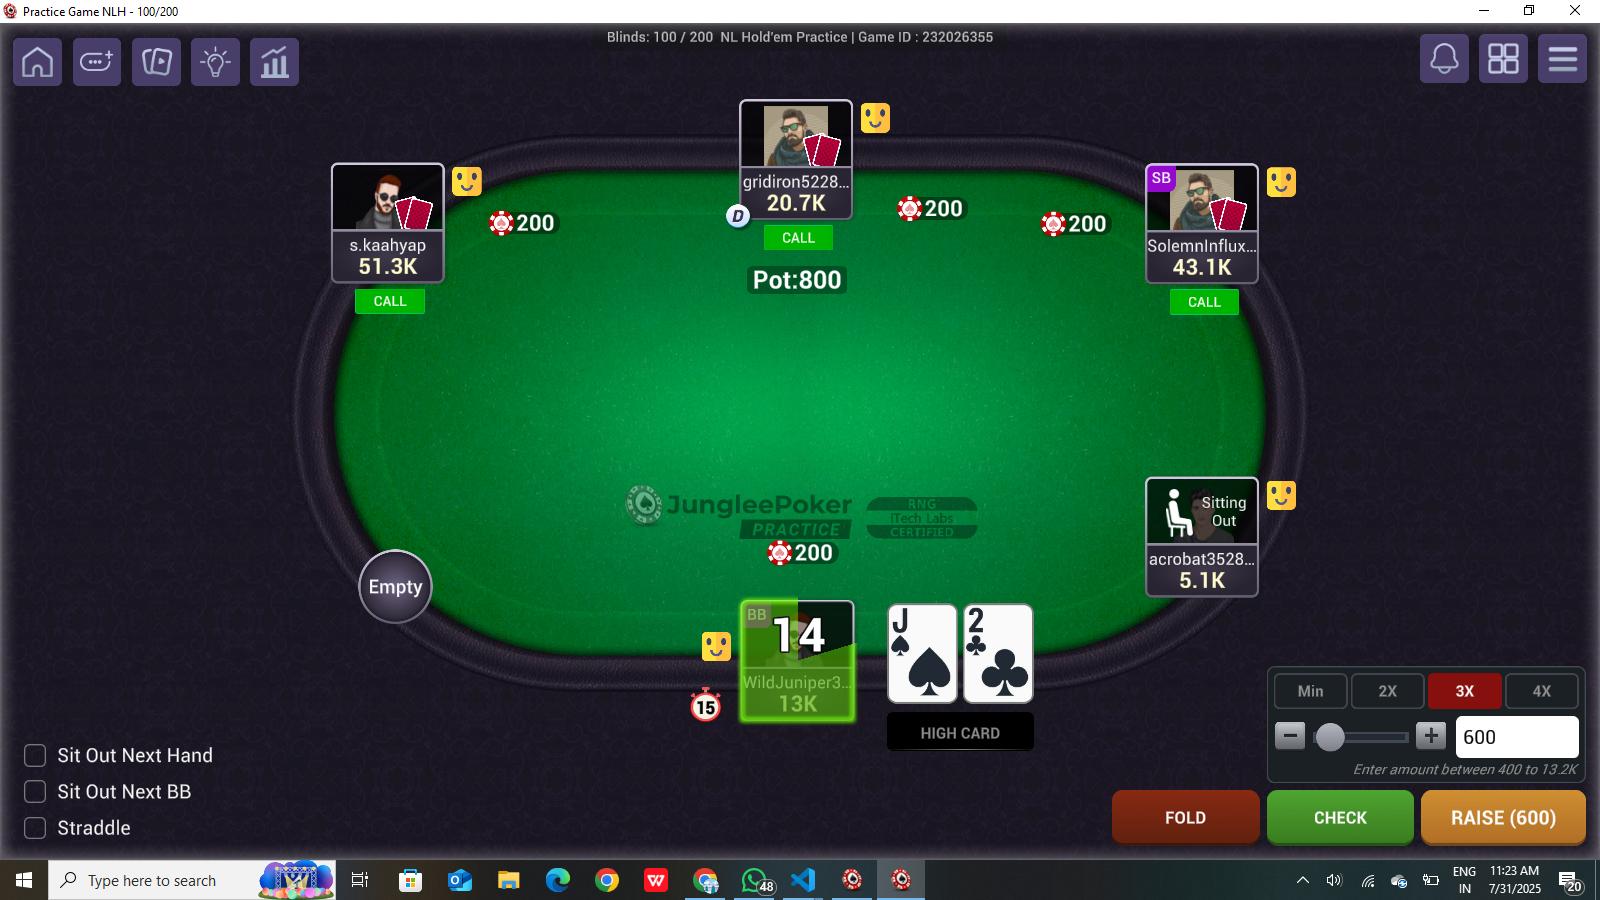 Practice Game NLH - 100/200
Blinds: 100 / 200 NL Hold'em Practice | Game ID : 232026355
gridiron5228...
20.7K
D
CALL
200
s.kaahyap
51.3K
CALL
200
SB
SolemnInflux...
43.1K
CALL
200
Pot:800
JungleePoker
PRACTICE
RNG
iTech Labs
CERTIFIED
200
Sitting
Out
acrobat3528...
5.1K
Empty
BB
14
WildJuniper3...
13K
15
J
2
HIGH CARD
Min
2X
3X
4X
600
Enter amount between 400 to 13.2K
Sit Out Next Hand
Sit Out Next BB
Straddle
FOLD
CHECK
RAISE (600)
Type here to search
48
ENG
IN
11:23 AM
7/31/2025
20